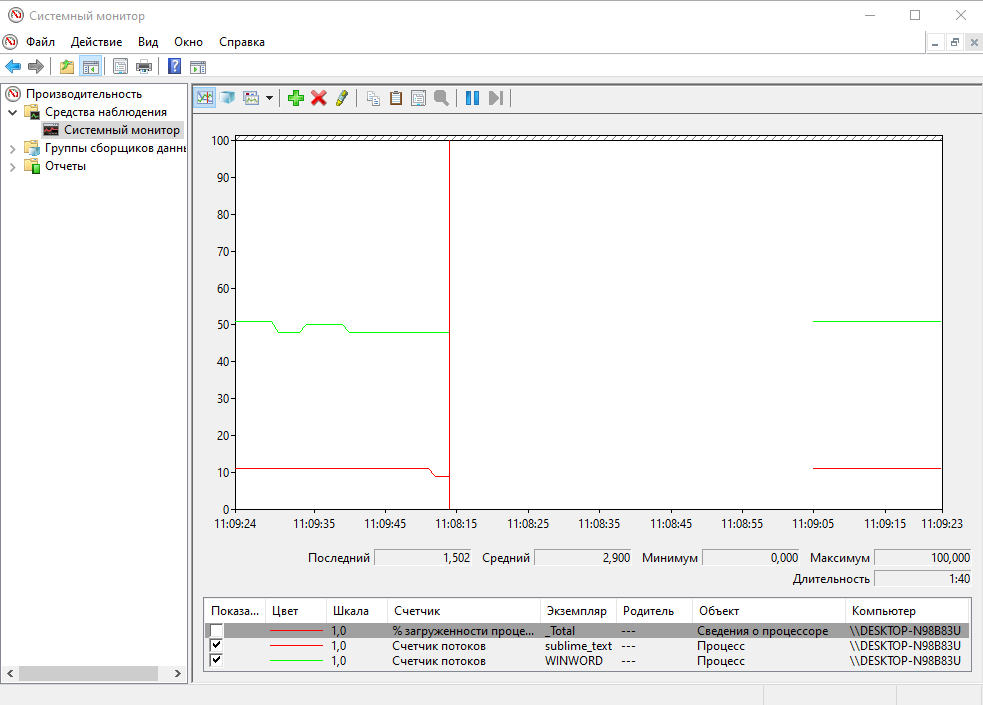 Системный монитор
Файл Действие Вид Окно Справка
Производительность
Средства наблюдения
Системный монитор
Группы сборщиков данн
Отчеты
100
90
80
70
60
50
40
30
20
10
0
11:09:24 11:09:35 11:09:45 11:08:15 11:08:25 11:08:35 11:08:45 11:08:55 11:09:05 11:09:15 11:09:23
Последний 1,502 Средний 2,900 Минимум 0,000 Максимум 100,000
Длительность 1:40
Показа... Цвет Шкала Счетчик Экземпляр Родитель Объект Компьютер
1,0 % загруженности проце... _Total --- Сведения о процессоре \\DESKTOP-N98B83U
1,0 Счетчик потоков sublime_text --- Процесс \\DESKTOP-N98B83U
1,0 Счетчик потоков WINWORD --- Процесс \\DESKTOP-N98B83U